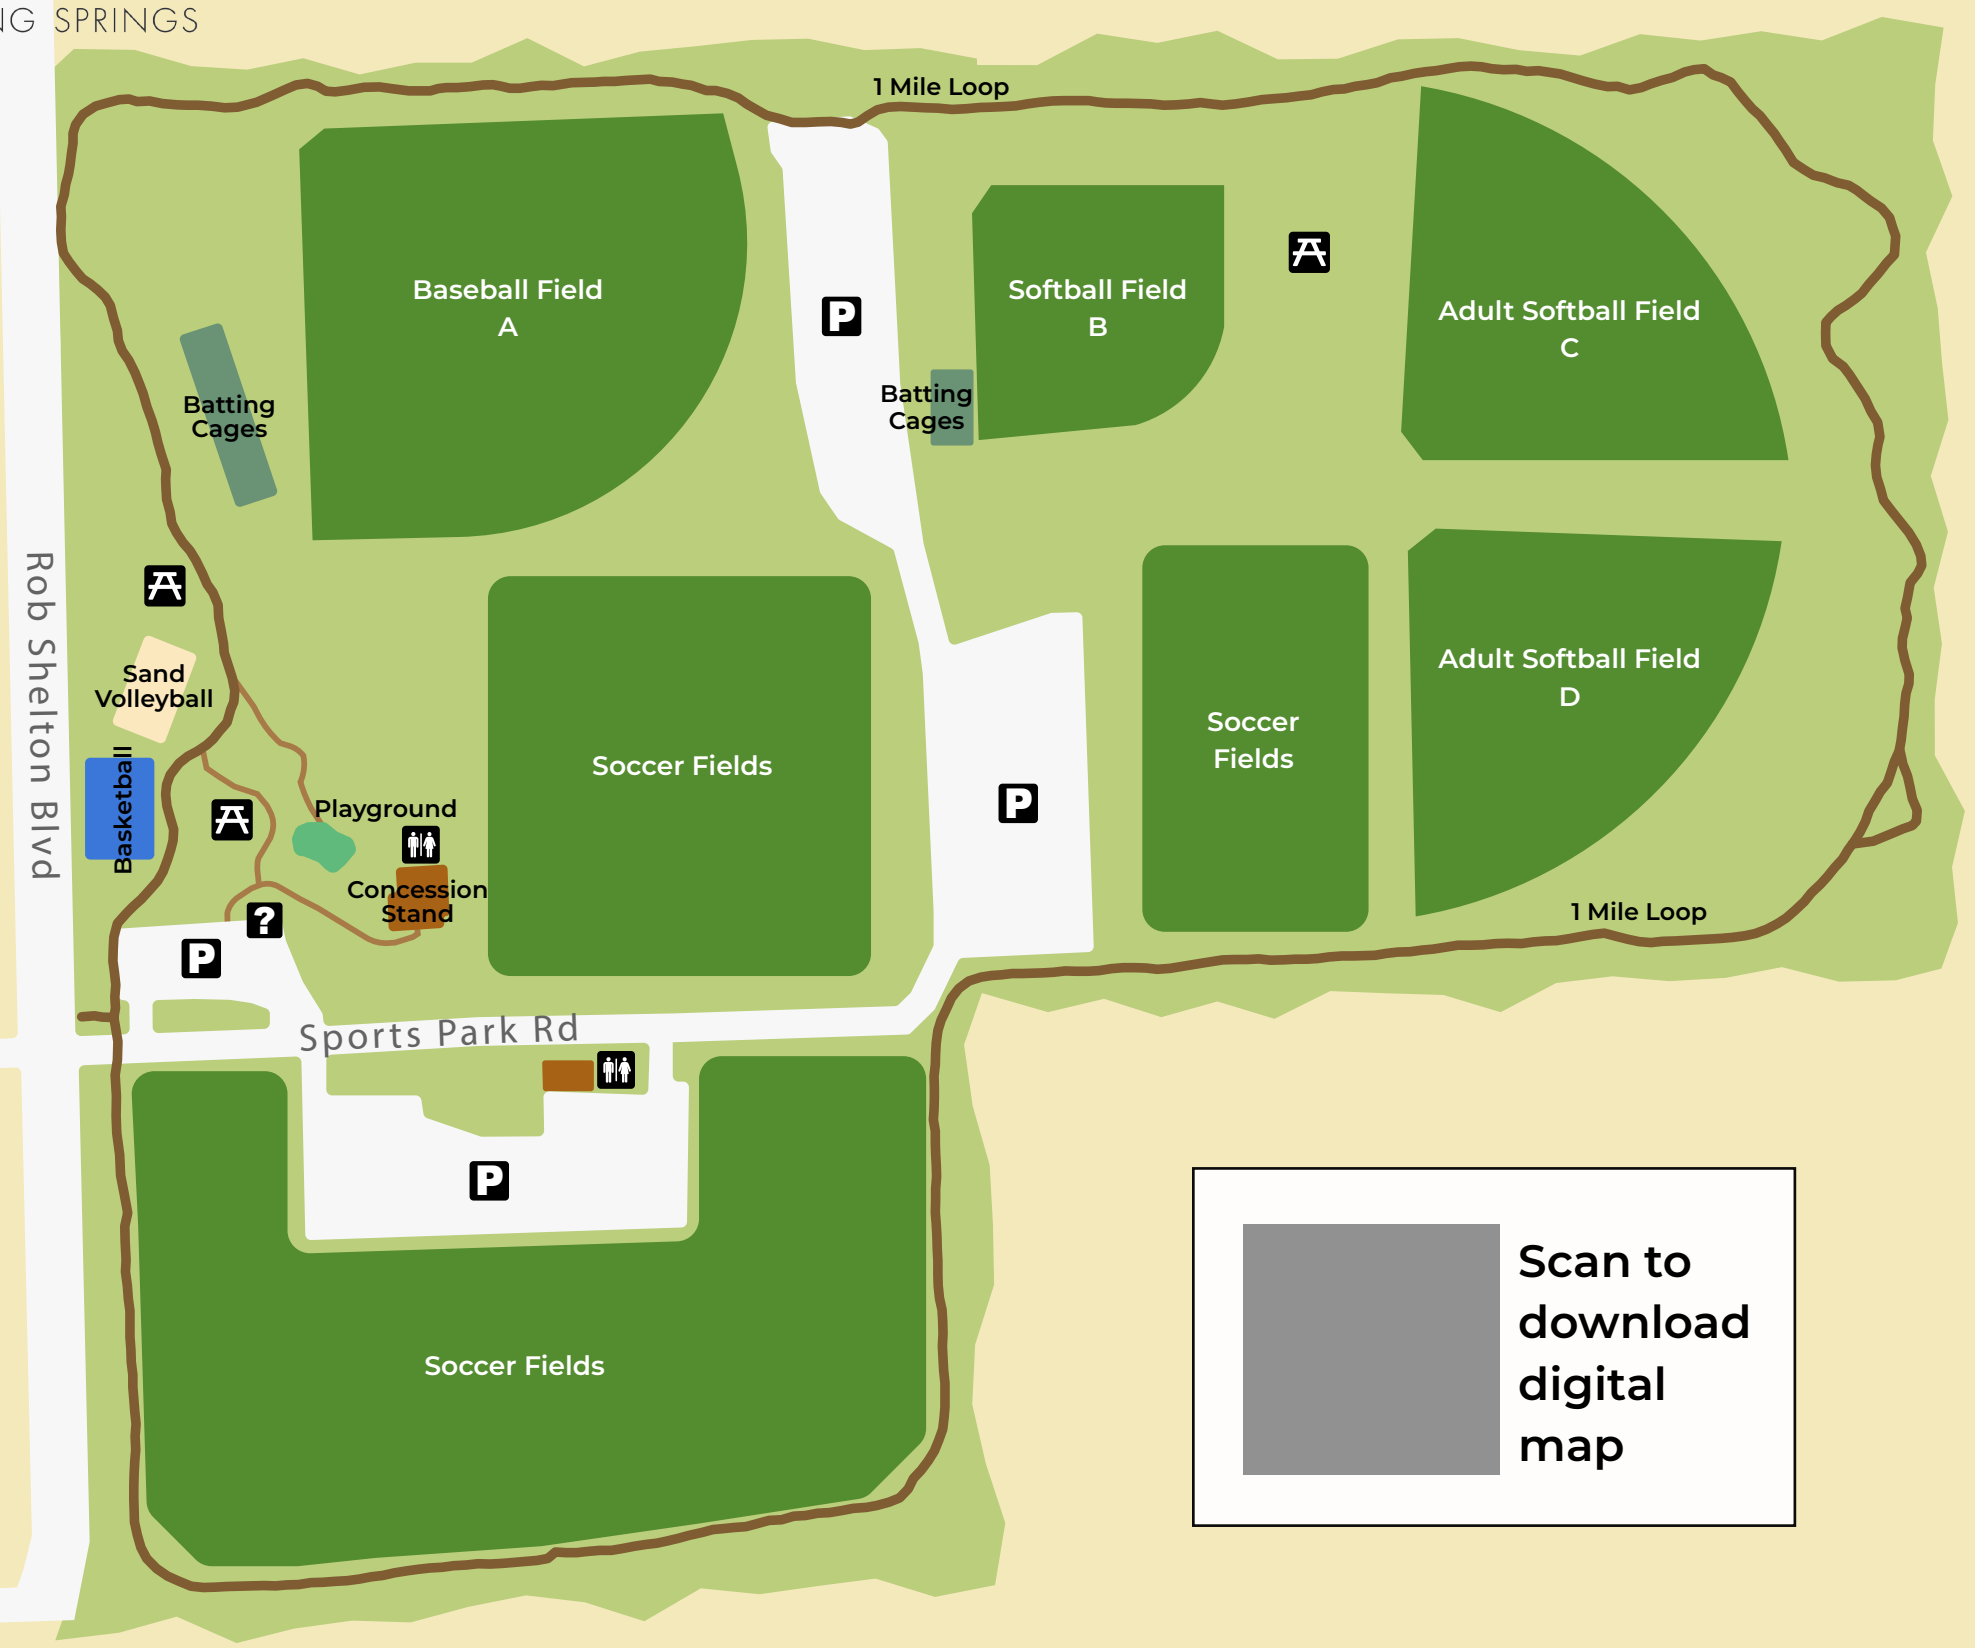 NG SPRINGS
1 Mile Loop
Baseball Field
A
P
Softball Field
B
Adult Softball Field
C
Batting
Cages
Batting
Cages
Rob Shelton Blvd
Sand
Volleyball
Basketball
Playground
Concession
Stand
?
P
Soccer Fields
P
Soccer
Fields
Adult Softball Field
D
1 Mile Loop
Sports Park Rd
P
Soccer Fields
Scan to
download
digital
map